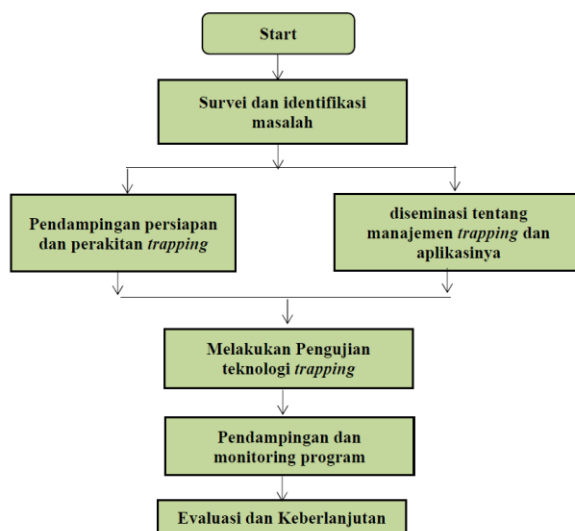 Start
Survei dan identifikasi
masalah
Pendampingan persiapan
dan perakitan trapping
diseminasi tentang
manajemen trapping dan
aplikasinya
Melakukan Pengujian
teknologi trapping
Pendampingan dan
monitoring program
Evaluasi dan Keberlanjutan